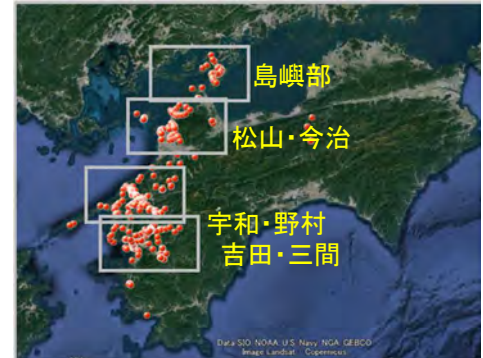 島嶼部
松山・今治
宇和・野村
吉田・三間
Data SIO, NOAA, U.S. Navy, NGA, GEBCO
Image Landsat / Copernicus